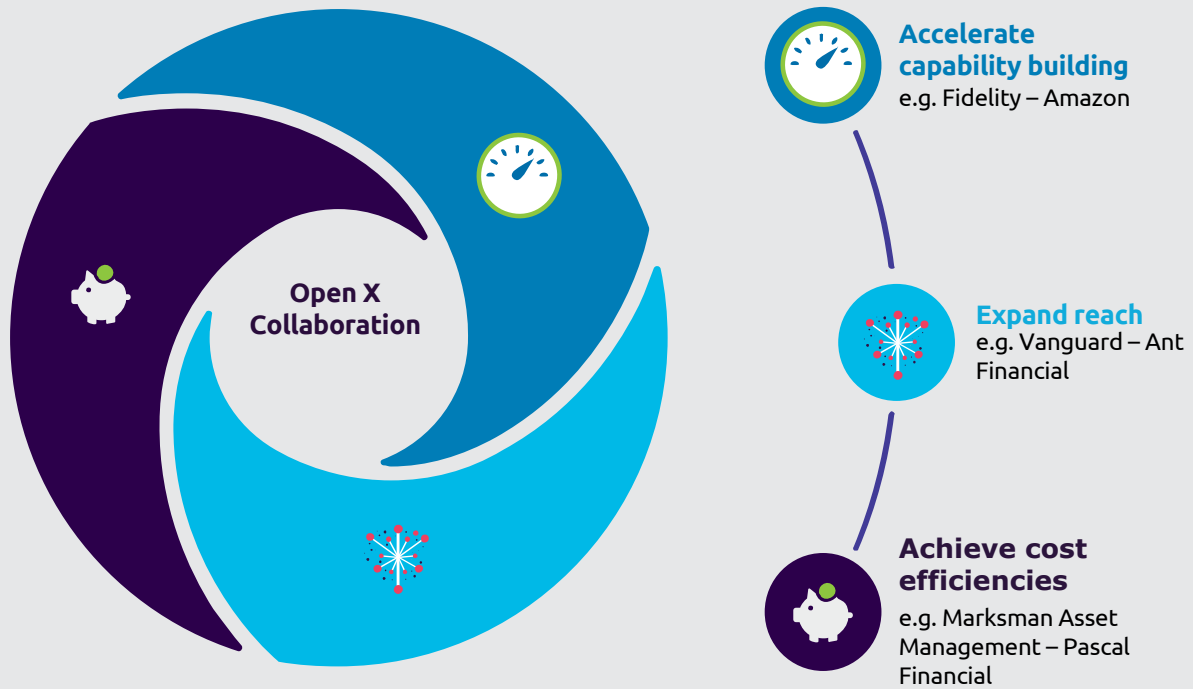 Open X
Collaboration
Accelerate
capability building
e.g. Fidelity – Amazon
Expand reach
e.g. Vanguard – Ant
Financial
Achieve cost
efficiencies
e.g. Marksman Asset
Management – Pascal
Financial